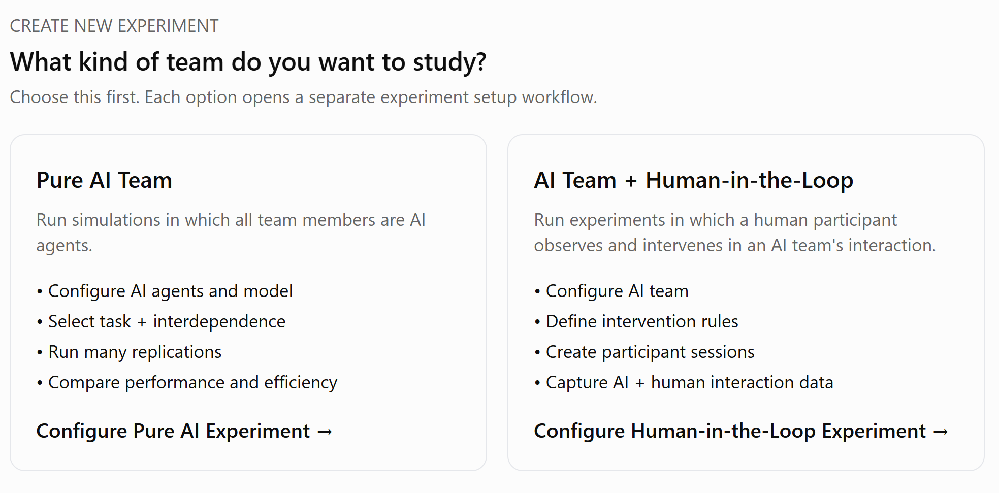 CREATE NEW EXPERIMENT
What kind of team do you want to study?
Choose this first. Each option opens a separate experiment setup workflow.
Pure AI Team
Run simulations in which all team members are AI
agents.
• Configure AI agents and model
• Select task + interdependence
• Run many replications
• Compare performance and efficiency
Configure Pure AI Experiment →
AI Team + Human-in-the-Loop
Run experiments in which a human participant
observes and intervenes in an AI team's interaction.
• Configure AI team
• Define intervention rules
• Create participant sessions
• Capture AI + human interaction data
Configure Human-in-the-Loop Experiment →